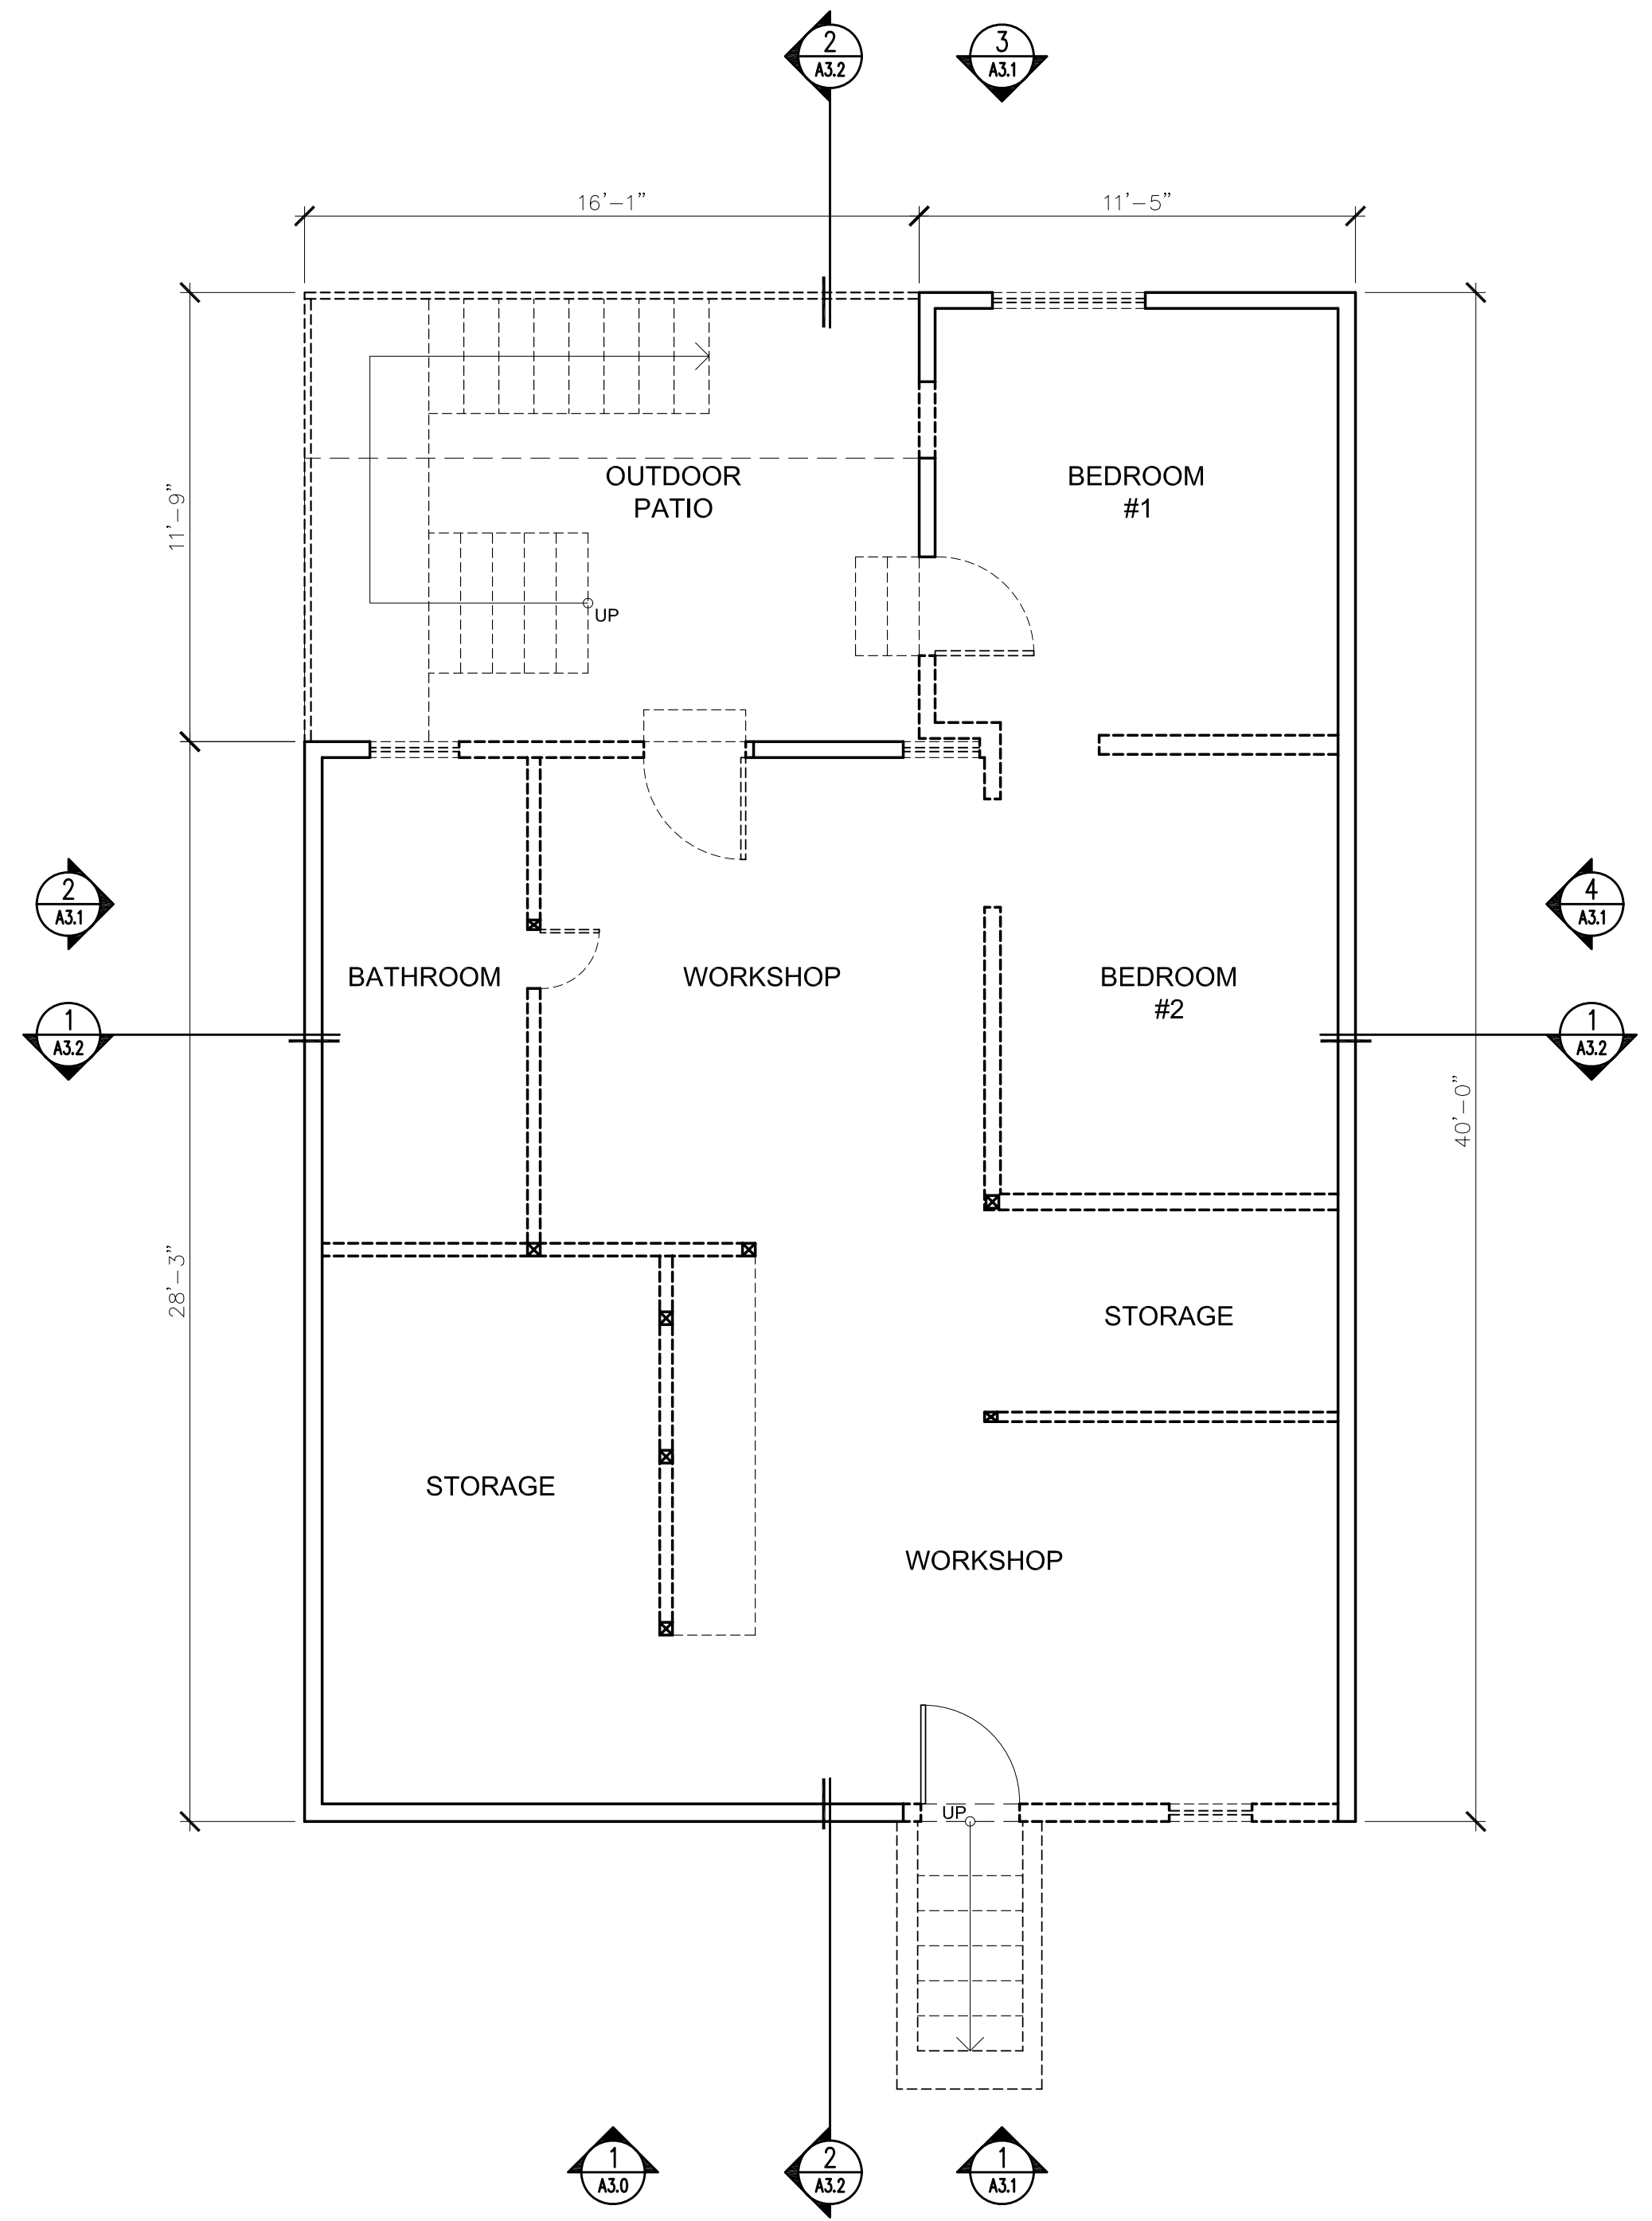 2
A3.2
3
A3.1
16'-1"
11'-5"
OUTDOOR
PATIO
BEDROOM
#1
11'-9"
UP
2
A3.1
4
A3.1
BATHROOM
WORKSHOP
BEDROOM
#2
1
A3.2
1
A3.2
40'-0"
28'-3"
STORAGE
STORAGE
WORKSHOP
UP
1
A3.0
2
A3.2
1
A3.1